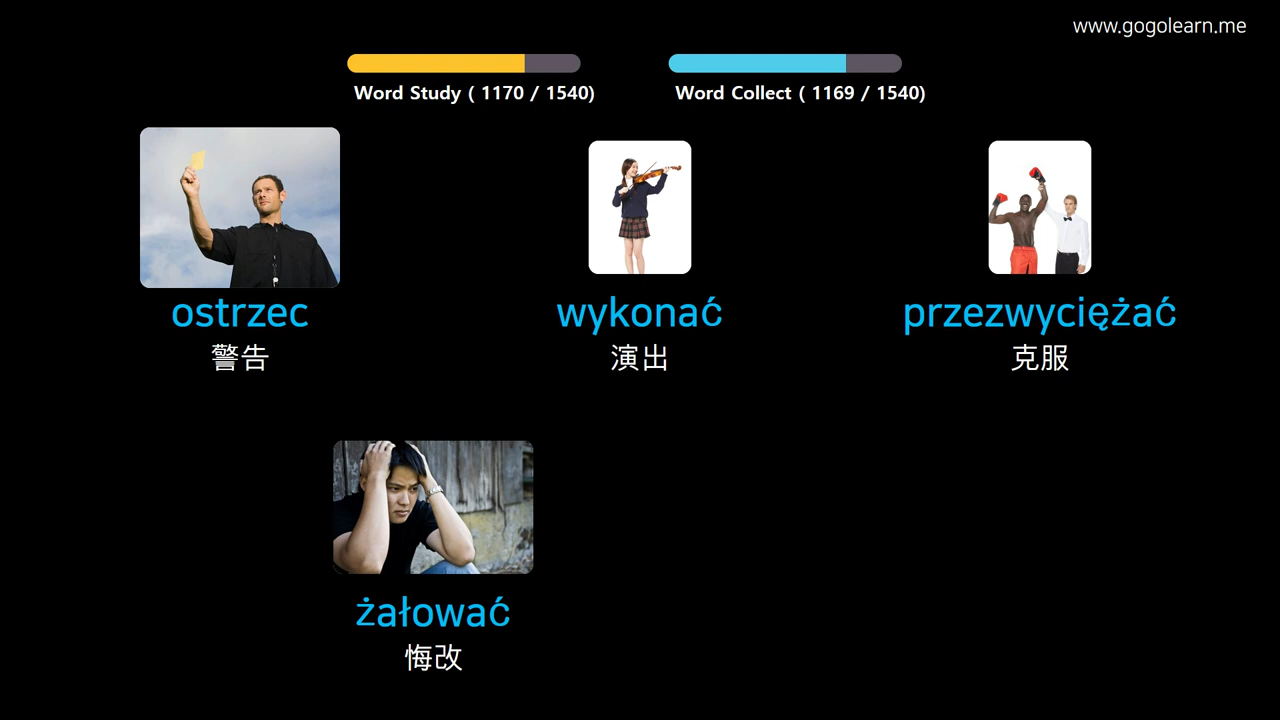 www.gogolearn.me
Word Study ( 1170 / 1540)
Word Collect ( 1169 / 1540)
ostrzec
警告
wykonać
演出
przezwyciężać
克服
żałować
悔改